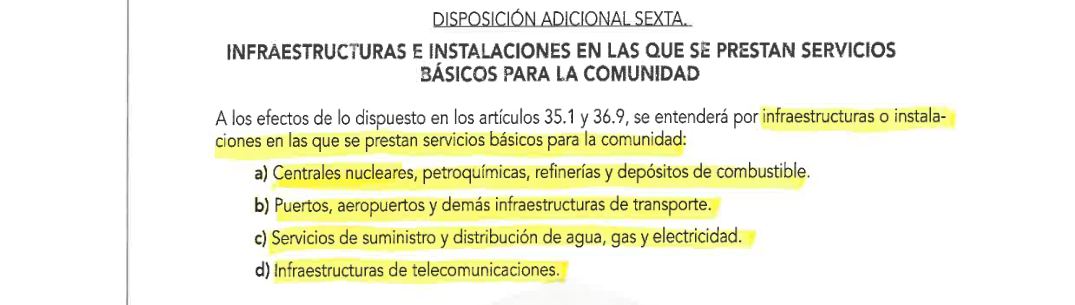 DISPOSICIÓN ADICIONAL SEXTA.
INFRAESTRUCTURAS E INSTALACIONES EN LAS QUE SE PRESTAN SERVICIOS
BÁSICOS PARA LA COMUNIDAD
A los efectos de lo dispuesto en los artículos 35.1 y 36.9, se entenderá por infraestructuras o instala-
ciones en las que se prestan servicios básicos para la comunidad:
a) Centrales nucleares, petroquímicas, refinerías y depósitos de combustible.
b) Puertos, aeropuertos y demás infraestructuras de transporte.
c) Servicios de suministro y distribución de agua, gas y electricidad.
d) Infraestructuras de telecomunicaciones.